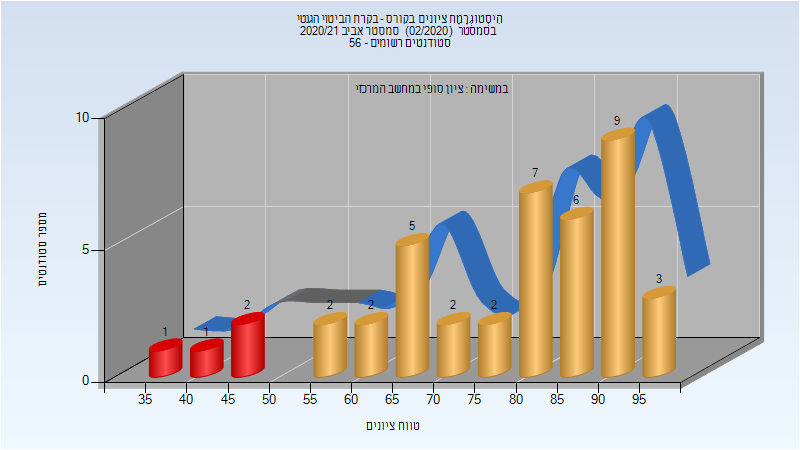 היסטוגרמת ציונים בקורס - בקרת הביטוי הגנטי
בסמסטר (02/2020) סמסטר אביב 2020/21
סטודנטים רשומים - 56
במשימה : ציון סופי במחשב המרכזי
מספר סטודנטים
10
5
0
1
1
2
2
2
5
2
2
7
6
9
3
35 40 45 50 55 60 65 70 75 80 85 90 95
טווח ציונים